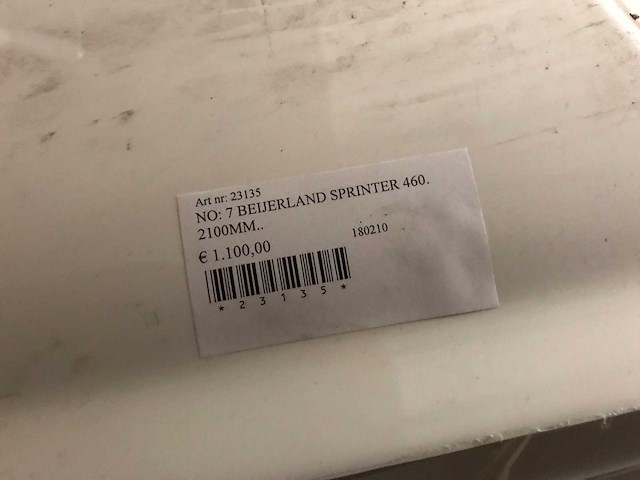 Art nr: 23135
NO: 7 BEIJERLAND SPRINTER 460.
2100MM..
€ 1.100,00
180210
* 2 3 1 3 5 *